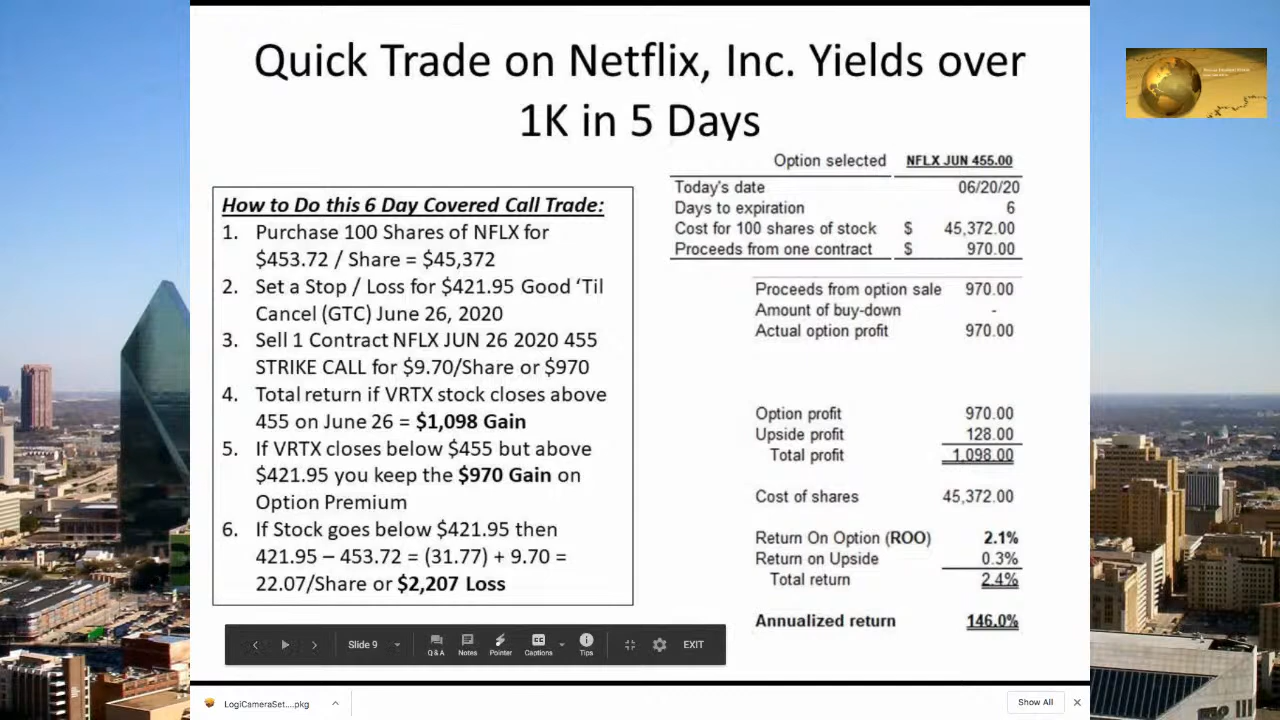 Quick Trade on Netflix, Inc. Yields over
1K in 5 Days
How to Do this 6 Day Covered Call Trade:
1. Purchase 100 Shares of NFLX for
$453.72 / Share = $45,372
2. Set a Stop / Loss for $421.95 Good ‘Til
Cancel (GTC) June 26, 2020
3. Sell 1 Contract NFLX JUN 26 2020 455
STRIKE CALL for $9.70/Share or $970
4. Total return if VRTX stock closes above
455 on June 26 = $1,098 Gain
5. If VRTX closes below $455 but above
$421.95 you keep the $970 Gain on
Option Premium
6. If Stock goes below $421.95 then
421.95 – 453.72 = (31.77) + 9.70 =
22.07/Share or $2,207 Loss
Option selected NFLX JUN 455.00
Today's date 06/20/20
Days to expiration 6
Cost for 100 shares of stock $ 45,372.00
Proceeds from one contract $ 970.00
Proceeds from option sale 970.00
Amount of buy-down -
Actual option profit 970.00
Option profit 970.00
Upside profit 128.00
Total profit 1,098.00
Cost of shares 45,372.00
Return On Option (ROO) 2.1%
Return on Upside 0.3%
Total return 2.4%
Annualized return 146.0%
Slide 9
Q & A
Notes
Pointer
Captions
Tips
EXIT
LogiCameraSet....pkg
Show All